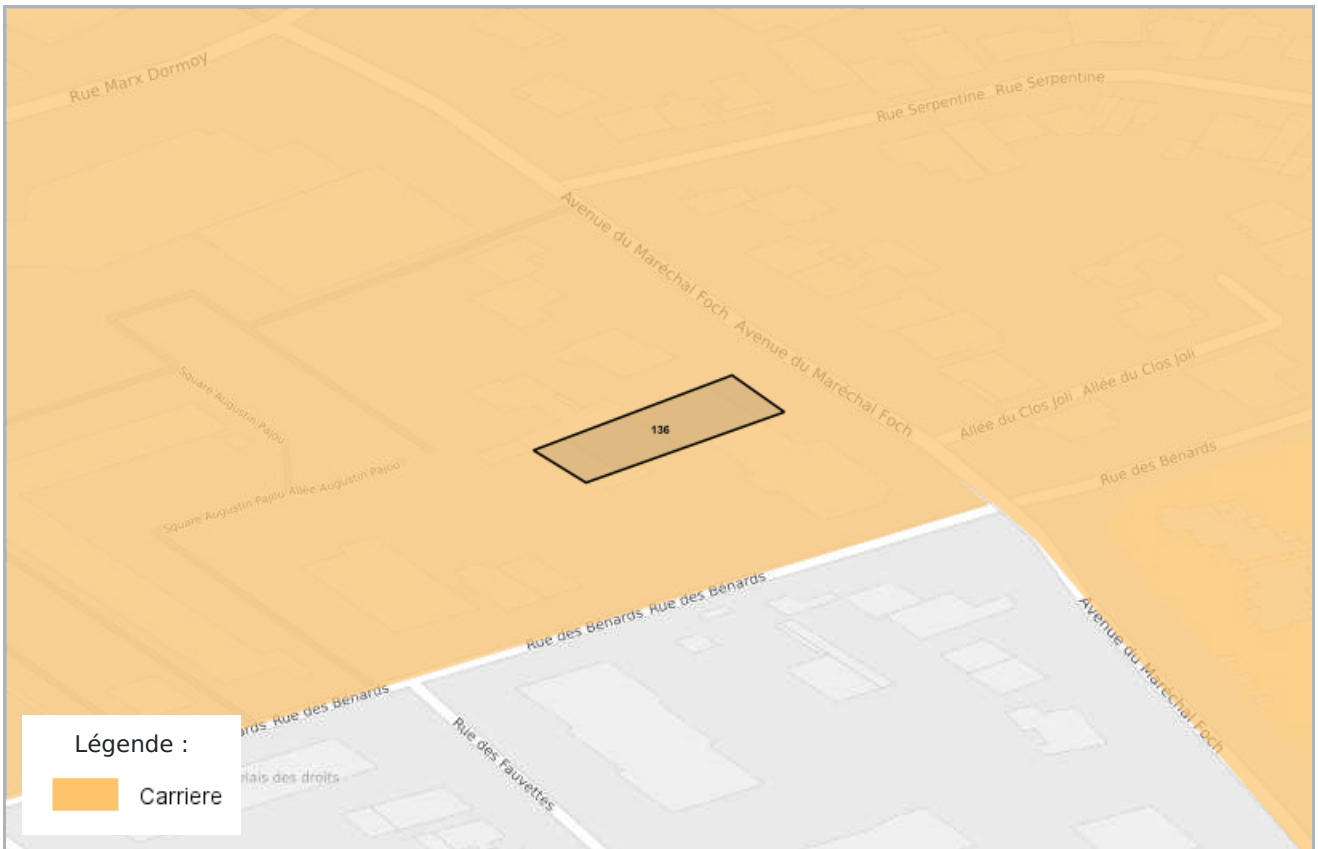 Rue Marx Dormoy
Rue Serpentine Rue Serpentine
Avenue du Maréchal Foch Avenue du Maréchal Foch
Square Augustin Pajou
136
Allée du Clos Joli Allée du Clos Joli
Rue des Bénards
Square Augustin Pajou Allée Augustin Pajou
Rue des Bénards Rue des Bénards
Avenue du Maréchal Foch
Rue des Bénards
Rue des Fauvettes
des droits
Légende :
Carriere